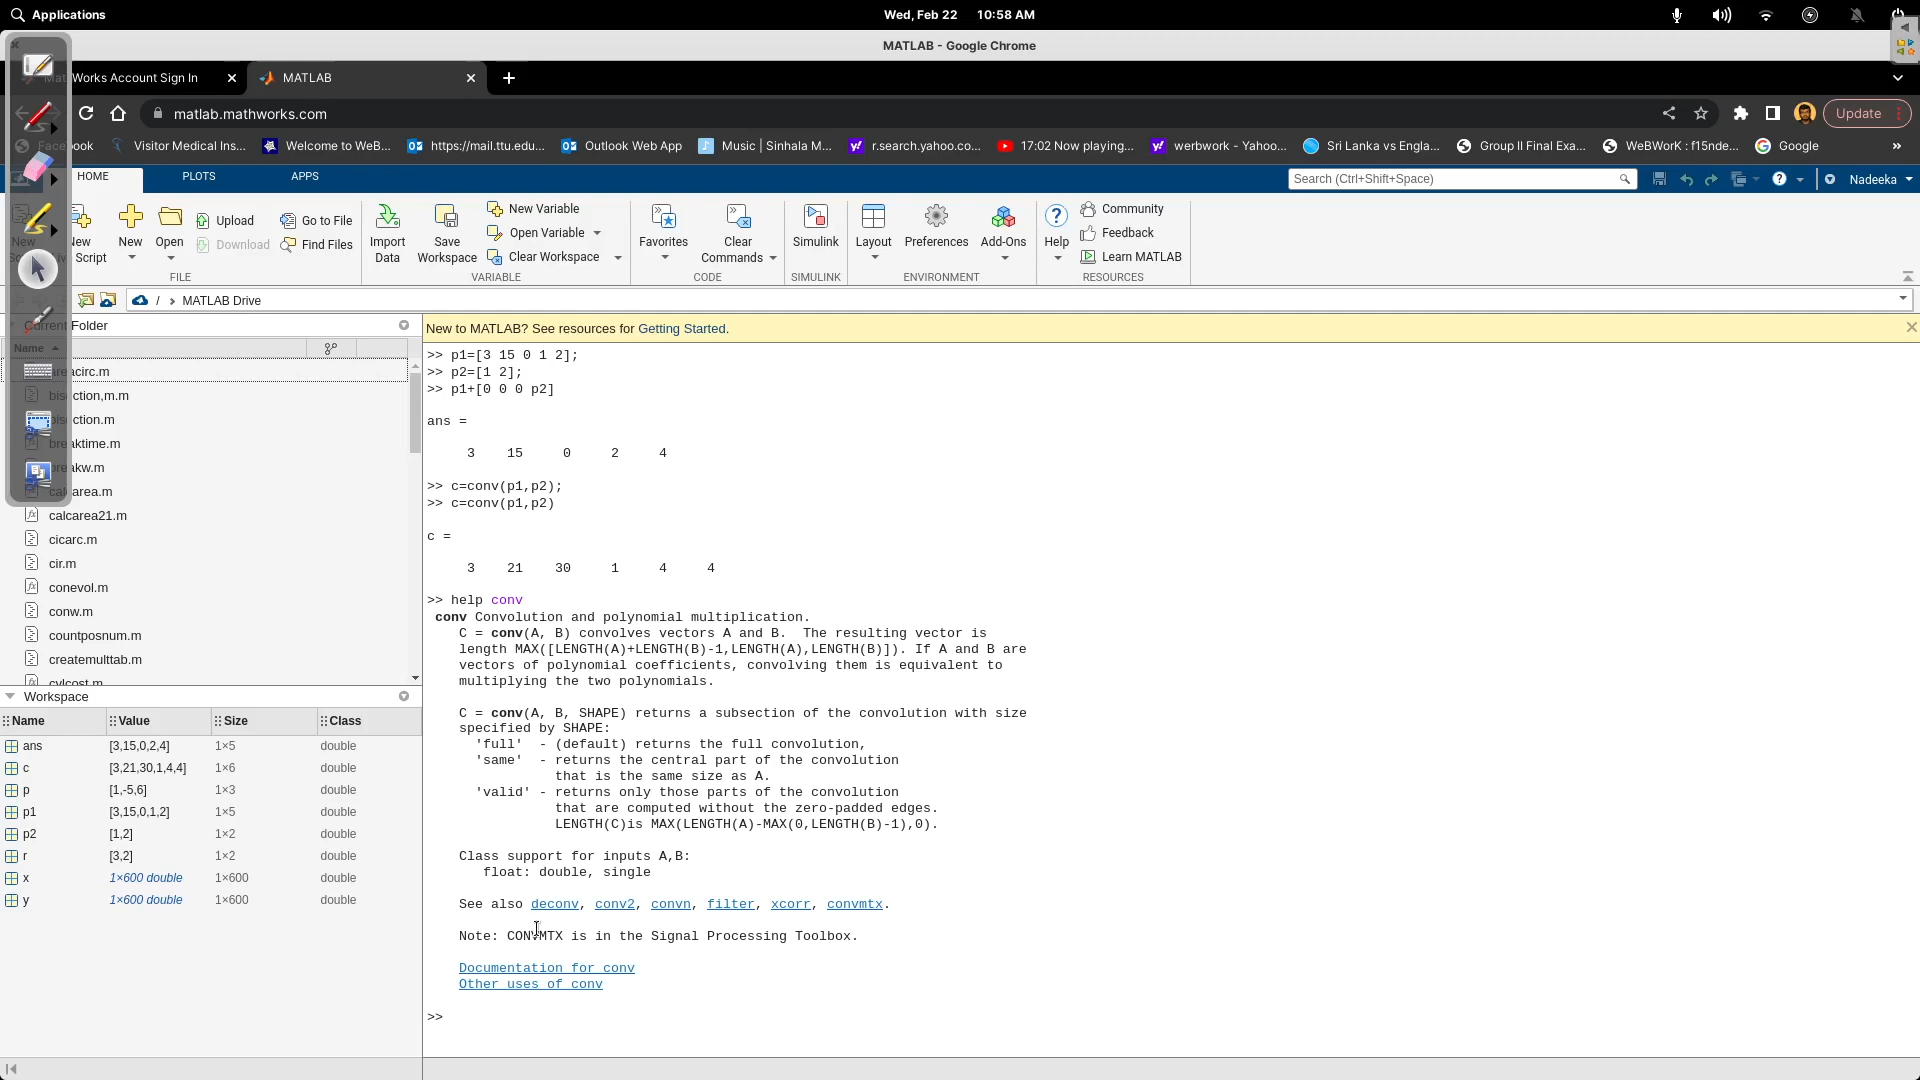 Applications
Wed, Feb 22 10:58 AM
MATLAB - Google Chrome
Works Account Sign In
MATLAB
matlab.mathworks.com
Update
Visitor Medical Ins...
Welcome to WeB...
https://mail.ttu.edu...
Outlook Web App
Music | Sinhala M...
r.search.yahoo.co...
17:02 Now playing...
werbwork - Yahoo...
Sri Lanka vs Engla...
Group II Final Exa...
WeBWorK : f15nde...
Google
HOME
PLOTS
APPS
Search (Ctrl+Shift+Space)
Nadeeka
New Script
New
Open
Upload
Download
Go to File
Find Files
FILE
Import Data
Save Workspace
New Variable
Open Variable
Clear Workspace
VARIABLE
Favorites
Clear Commands
CODE
Simulink
SIMULINK
Layout
Preferences
Add-Ons
ENVIRONMENT
Help
Community
Feedback
Learn MATLAB
RESOURCES
/ > MATLAB Drive
Current Folder
Name
acirc.m
bisection,m.m
bisection.m
breaktime.m
breakw.m
calcarea.m
calcarea21.m
cicarc.m
cir.m
conevol.m
conw.m
countposnum.m
createmulttab.m
cylcost.m
Workspace
Name Value Size Class
ans [3,15,0,2,4] 1×5 double
c [3,21,30,1,4,4] 1×6 double
p [1,-5,6] 1×3 double
p1 [3,15,0,1,2] 1×5 double
p2 [1,2] 1×2 double
r [3,2] 1×2 double
x 1×600 double 1×600 double
y 1×600 double 1×600 double
New to MATLAB? See resources for Getting Started.
>> p1=[3 15 0 1 2];
>> p2=[1 2];
>> p1+[0 0 0 p2]
ans =
3 15 0 2 4
>> c=conv(p1,p2);
>> c=conv(p1,p2)
c =
3 21 30 1 4 4
>> help conv
conv Convolution and polynomial multiplication.
C = conv(A, B) convolves vectors A and B. The resulting vector is
length MAX([LENGTH(A)+LENGTH(B)-1,LENGTH(A),LENGTH(B)]). If A and B are
vectors of polynomial coefficients, convolving them is equivalent to
multiplying the two polynomials.
C = conv(A, B, SHAPE) returns a subsection of the convolution with size
specified by SHAPE:
'full' - (default) returns the full convolution,
'same' - returns the central part of the convolution
that is the same size as A.
'valid' - returns only those parts of the convolution
that are computed without the zero-padded edges.
LENGTH(C)is MAX(LENGTH(A)-MAX(0,LENGTH(B)-1),0).
Class support for inputs A,B:
float: double, single
See also deconv, conv2, convn, filter, xcorr, convmtx.
Note: CONVMTX is in the Signal Processing Toolbox.
Documentation for conv
Other uses of conv
>>